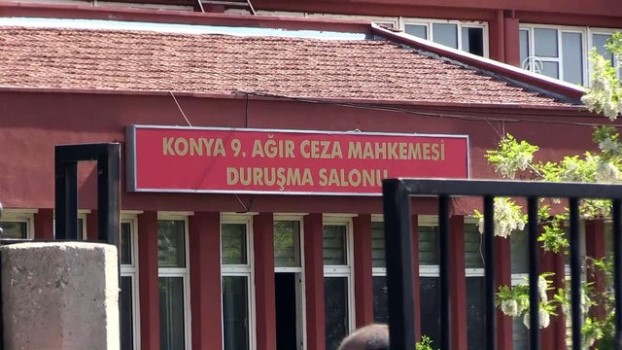 KONYA 9. AĞIR CEZA MAHKEMESİ
DURUŞMA SALONU